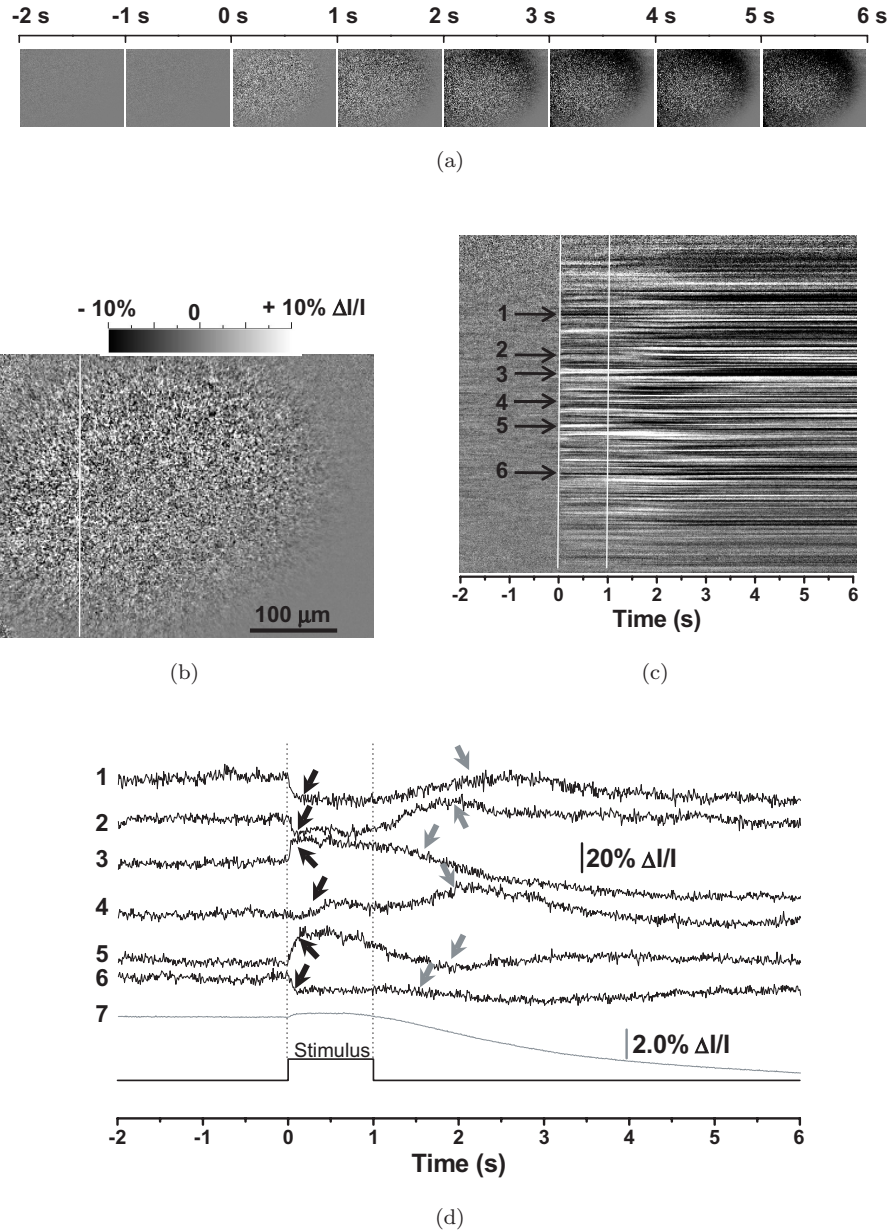 -2 s -1 s 0 s 1 s 2 s 3 s 4 s 5 s 6 s
(a)
- 10% 0 + 10% ΔI/I
100 μm
(b)
1
2
3
4
5
6
-2 -1 0 1 2 3 4 5 6
Time (s)
(c)
1
2
3
20% ΔI/I
4
5
6
7
2.0% ΔI/I
Stimulus
-2 -1 0 1 2 3 4 5 6
Time (s)
(d)